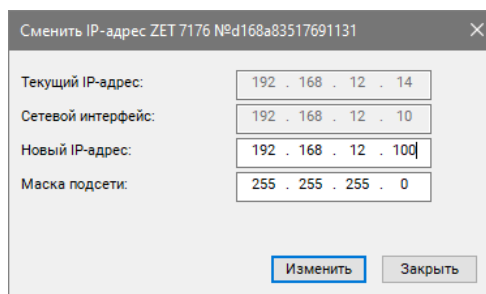 Сменить IP-адрес ZET 7176 №d168a83517691131
Текущий IP-адрес: 192 . 168 . 12 . 14
Сетевой интерфейс: 192 . 168 . 12 . 10
Новый IP-адрес: 192 . 168 . 12 . 100
Маска подсети: 255 . 255 . 255 . 0
Изменить Закрыть